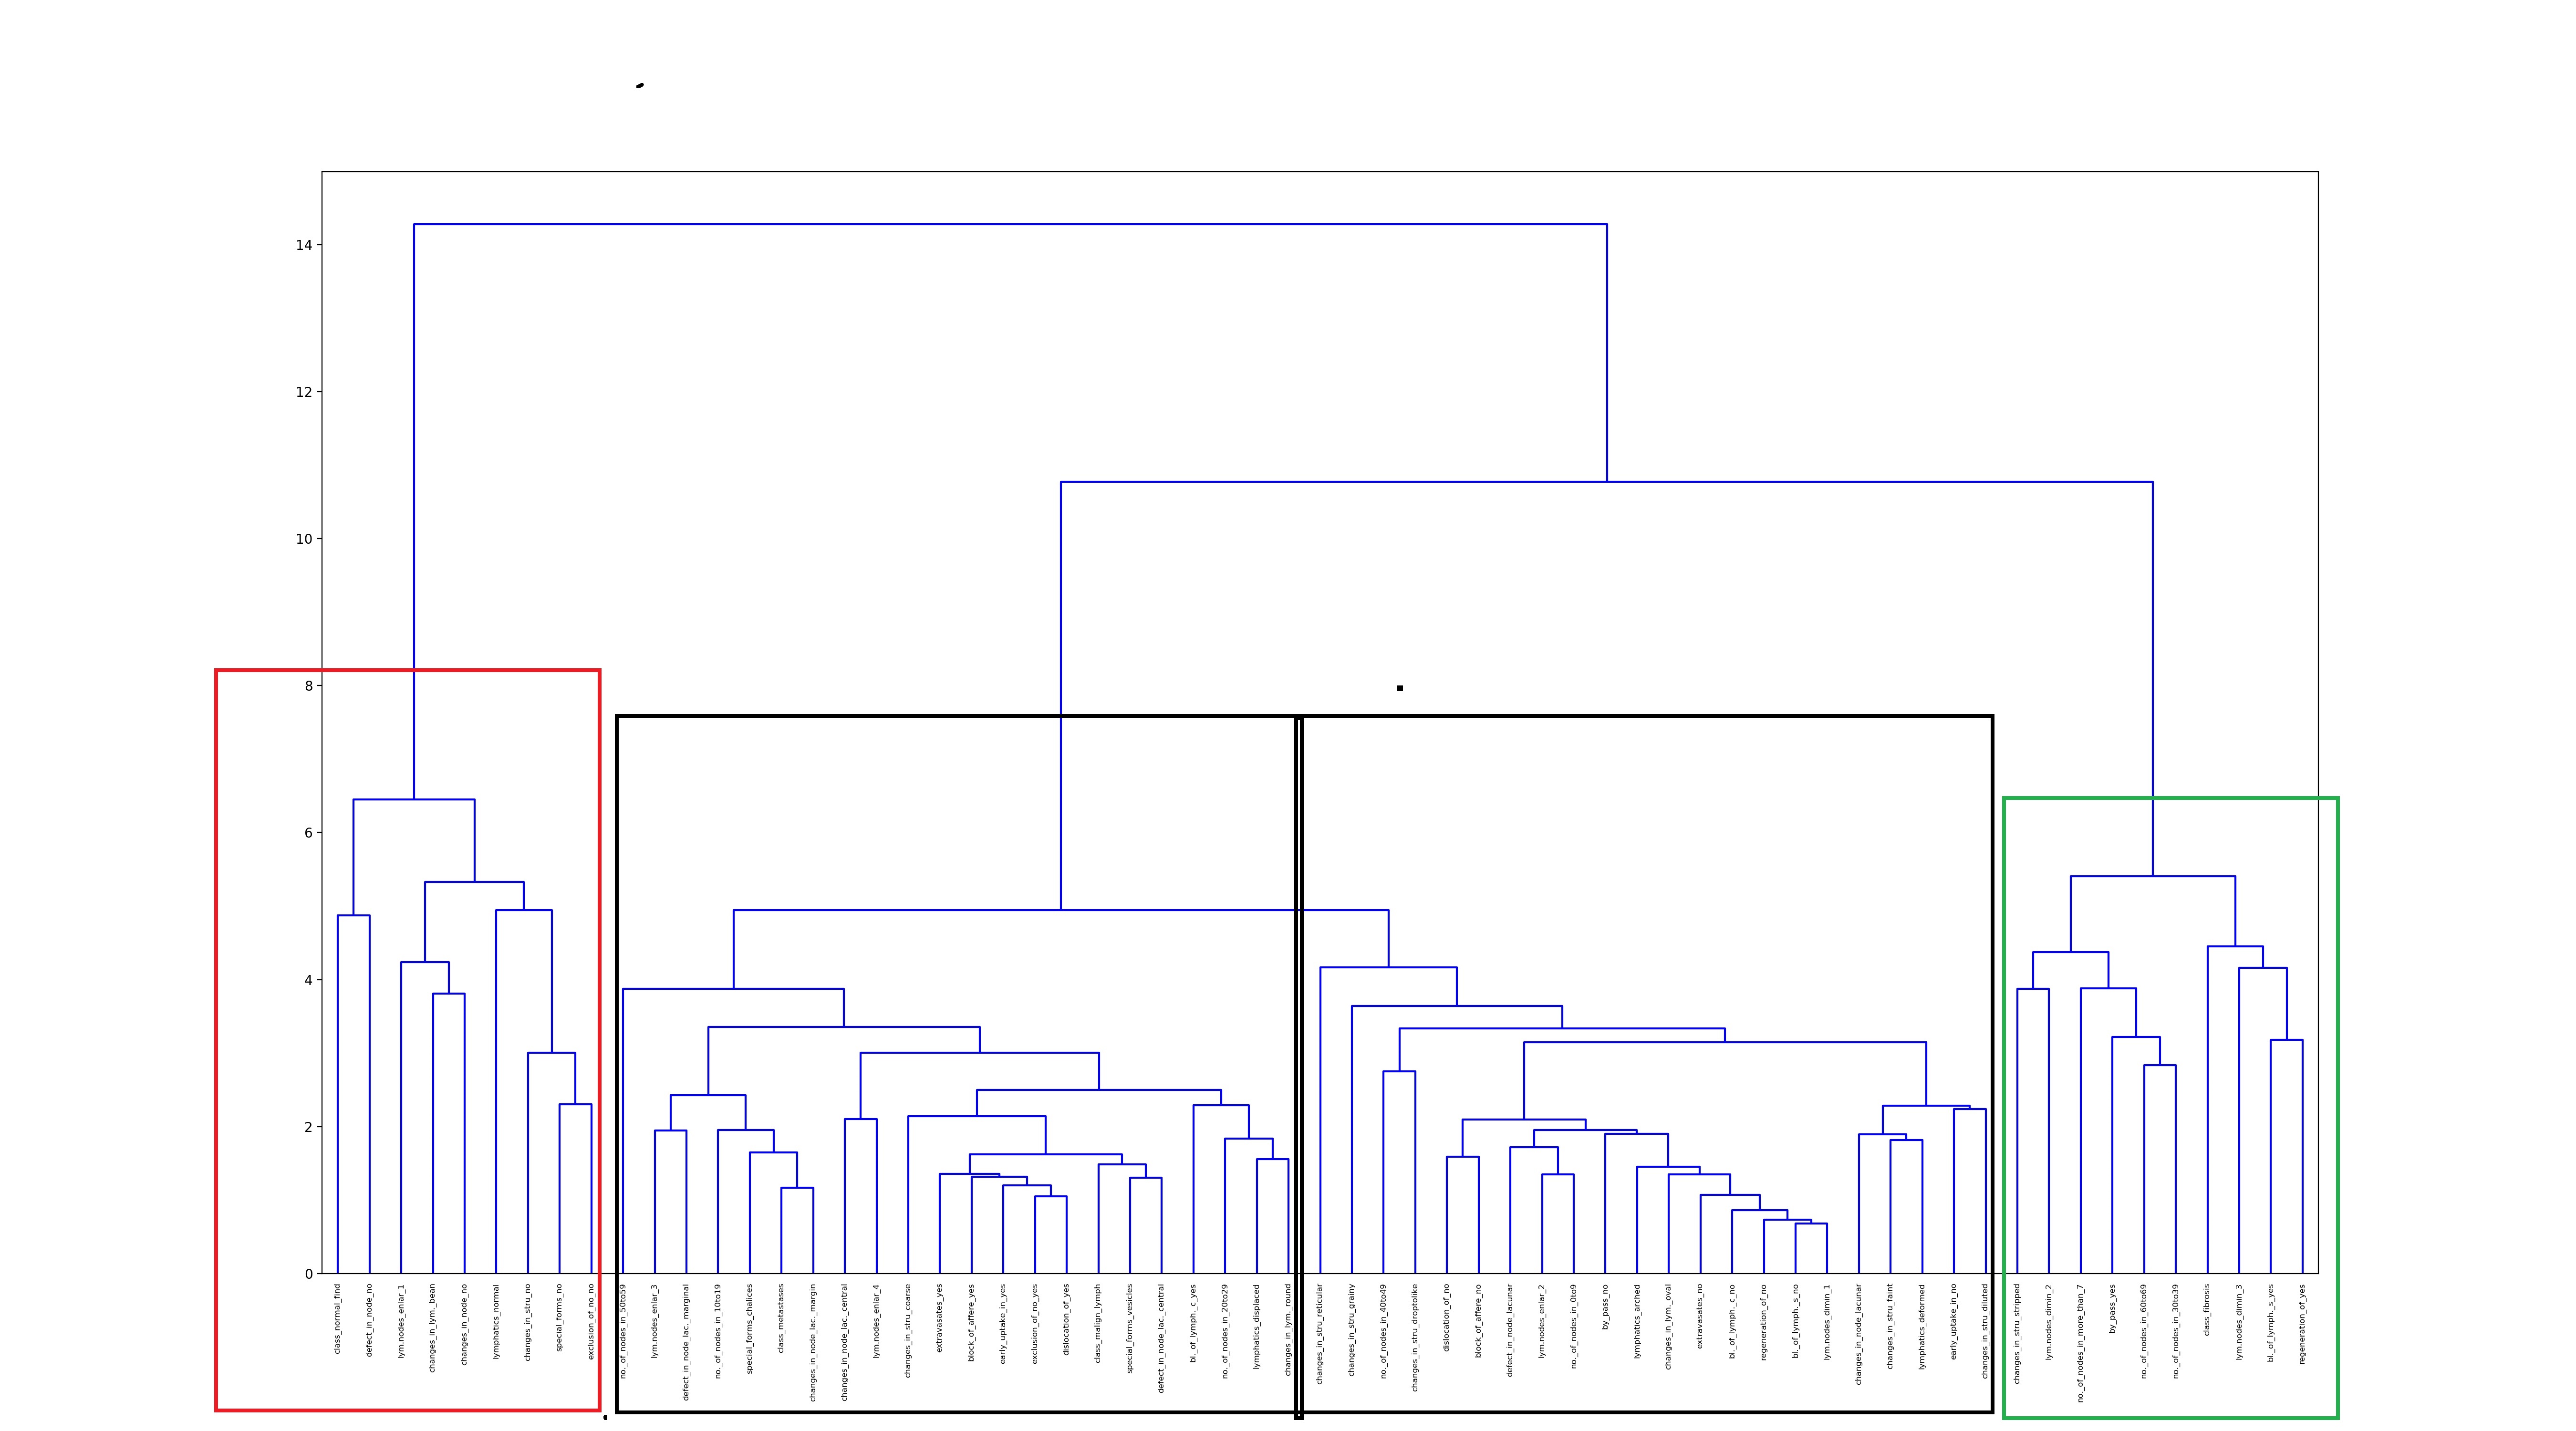 14
12
10
8
6
4
2
0
class_normal_find
defect_in_node_no
lym.nodes_enlar_1
changes_in_lym._bean
changes_in_node_no
lymphatics_normal
changes_in_stru_no
special_forms_no
exclusion_of_no_no
no._of_nodes_in_50to59
lym.nodes_enlar_3
defect_in_node_lac._marginal
no._of_nodes_in_10to19
special_forms_chalices
class_metastases
changes_in_node_lac._margin
changes_in_node_lac._central
lym.nodes_enlar_4
changes_in_stru_coarse
extravasates_yes
block_of_affere_yes
early_uptake_in_yes
exclusion_of_no_yes
dislocation_of_yes
class_malign_lymph
special_forms_vesicles
defect_in_node_lac_central
bl._of_lymph._c_yes
no._of_nodes_in_20to29
lymphatics_displaced
changes_in_lym._round
changes_in_stru_reticular
changes_in_stru_grainy
no._of_nodes_in_40to49
changes_in_stru_droplike
dislocation_of_no
block_of_affere_no
defect_in_node_lacunar
lym.nodes_enlar_2
no._of_nodes_in_0to9
by_pass_no
lymphatics_arched
changes_in_lym._oval
extravasates_no
bl._of_lymph._c_no
regeneration_of_no
bl._of_lymph._s_no
lym.nodes_dimin_1
changes_in_node_lacunar
changes_in_stru_faint
lymphatics_deformed
early_uptake_in_no
changes_in_stru_diluted
changes_in_stru_stripped
lym.nodes_dimin_2
no._of_nodes_in_more_than_7
by_pass_yes
no._of_nodes_in_60to69
no._of_nodes_in_30to39
class_fibrosis
lym.nodes_dimin_3
bl._of_lymph._s_yes
regeneration_of_yes